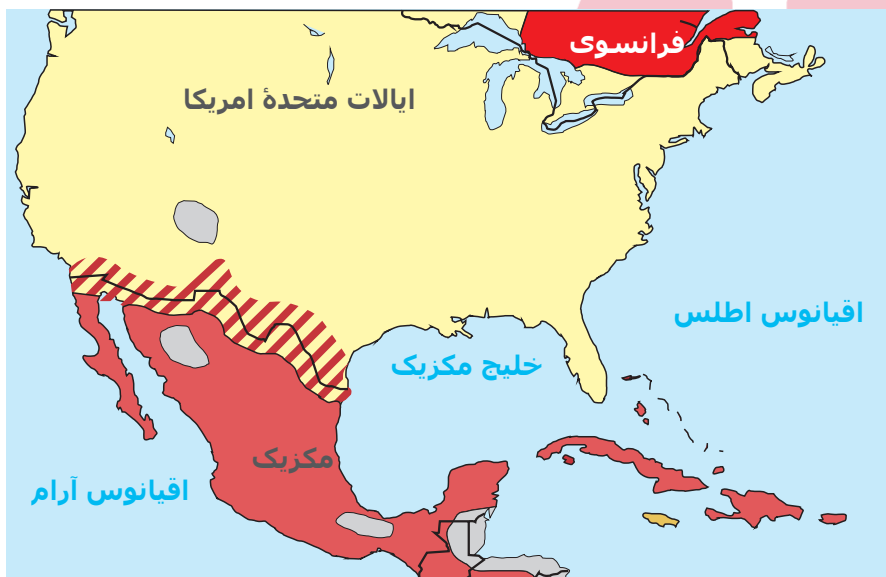 فرانسوی
ایالات متحدهٔ امریکا
اقیانوس اطلس
خلیج مکزیک
مکزیک
اقیانوس آرام